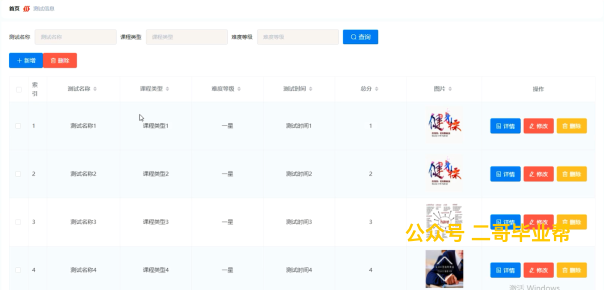 首页 测试信息
测试名称 测试名称 课程类型 课程类型 难度等级 难度等级 查询
+ 新增 删除
索引 测试名称 课程类型 难度等级 测试时间 总分 图片 操作
1 测试名称1 课程类型1 一星 测试时间1 1 详情 修改 删除
2 测试名称2 课程类型2 一星 测试时间2 2 详情 修改 删除
3 测试名称3 课程类型3 一星 测试时间3 3 详情 修改 删除
公众号 二哥毕业帮
4 测试名称4 课程类型4 一星 测试时间4 4 详情 修改 删除
激活 Windows